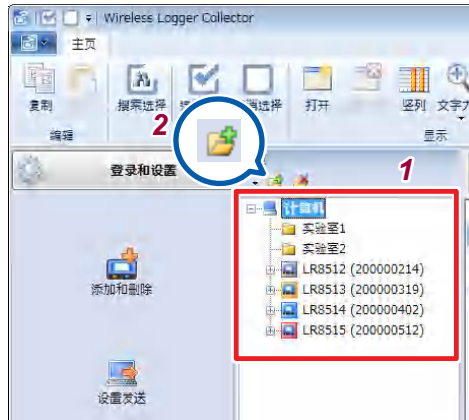 Wireless Logger Collector
主页
复制
搜索选择
选择
打开
竖列
编辑
显示
2
登录和设置
1
计算机
实验室1
实验室2
LR8512 (200000214)
LR8513 (200000319)
LR8514 (200000402)
LR8515 (200000512)
添加和删除
设置发送